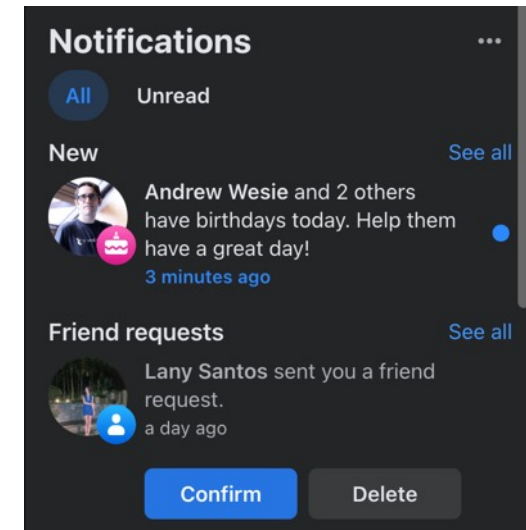 Notifications
All Unread
New See all
Andrew Wesie and 2 others
have birthdays today. Help them
have a great day!
3 minutes ago
Friend requests See all
Lany Santos sent you a friend
request.
a day ago
Confirm Delete